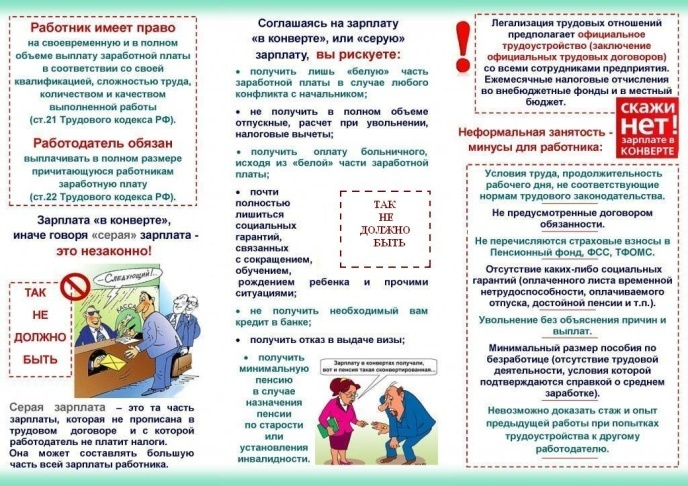 Работник имеет право
на своевременную и в полном
объеме выплату заработной платы
в соответствии со своей
квалификацией, сложностью труда,
количеством и качеством
выполненной работы
(ст.21 Трудового кодекса РФ).
Работодатель обязан
выплачивать в полном размере
причитающуюся работникам
заработную плату
(ст.22 Трудового кодекса РФ).
Зарплата «в конверте»,
иначе говоря «серая» зарплата -
это незаконно!
ТАК
НЕ
ДОЛЖНО
БЫТЬ
- Следующий!..
КАССА
Серая зарплата – это та часть
зарплаты, которая не прописана в
трудовом договоре и с которой
работодатель не платит налоги.
Она может составлять большую
часть всей зарплаты работника.
Соглашаясь на зарплату
«в конверте», или «серую»
зарплату, вы рискуете:
• получить лишь «белую» часть
заработной платы в случае любого
конфликта с начальником;
• не получить в полном объеме
отпускные, расчет при увольнении,
налоговые вычеты;
• получить оплату больничного,
исходя из «белой» части заработной
платы;
• почти
полностью
лишиться
социальных
гарантий,
связанных
с сокращением,
обучением,
рождением ребенка и прочими
ситуациями;
ТАК
НЕ
ДОЛЖНО
БЫТЬ
• не получить необходимый вам
кредит в банке;
• получить отказ в выдаче визы;
• получить
минимальную
пенсию
в случае
назначения
пенсии
по старости
или
установления
инвалидности.
Зарплату в конвертах получали,
вот и пенсия такая сконвертированная...
!
Легализация трудовых отношений
предполагает официальное
трудоустройство (заключение
официальных трудовых договоров)
со всеми сотрудниками предприятия.
Ежемесячные налоговые отчисления
во внебюджетные фонды и в местный
бюджет.
скажи
нет!
зарплате в
КОНВЕРТЕ
Неформальная занятость -
минусы для работника:
Условия труда, продолжительность
рабочего дня, не соответствующие
нормам трудового законодательства.
Не предусмотренные договором
обязанности.
Не перечисляются страховые взносы в
Пенсионный фонд, ФСС, ТФОМС.
Отсутствие каких-либо социальных
гарантий (оплаченного листа временной
нетрудоспособности, оплачиваемого
отпуска, достойной пенсии и т.п.).
Увольнение без объяснения причин и
выплат.
Минимальный размер пособия по
безработице (отсутствие трудовой
деятельности, условия которой
подтверждаются справкой о среднем
заработке).
Невозможно доказать стаж и опыт
предыдущей работы при попытках
трудоустройства к другому
работодателю.